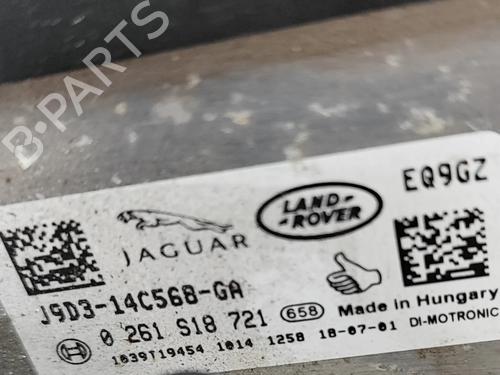 B-PARTS
EQ9GZ
JAGUAR
LAND-
-ROVER
J9D3-14C568-GA
0 261 S18 721 658 Made in Hungary
1039T19454 1014 1258 18-07-01 DI-MOTRONIC